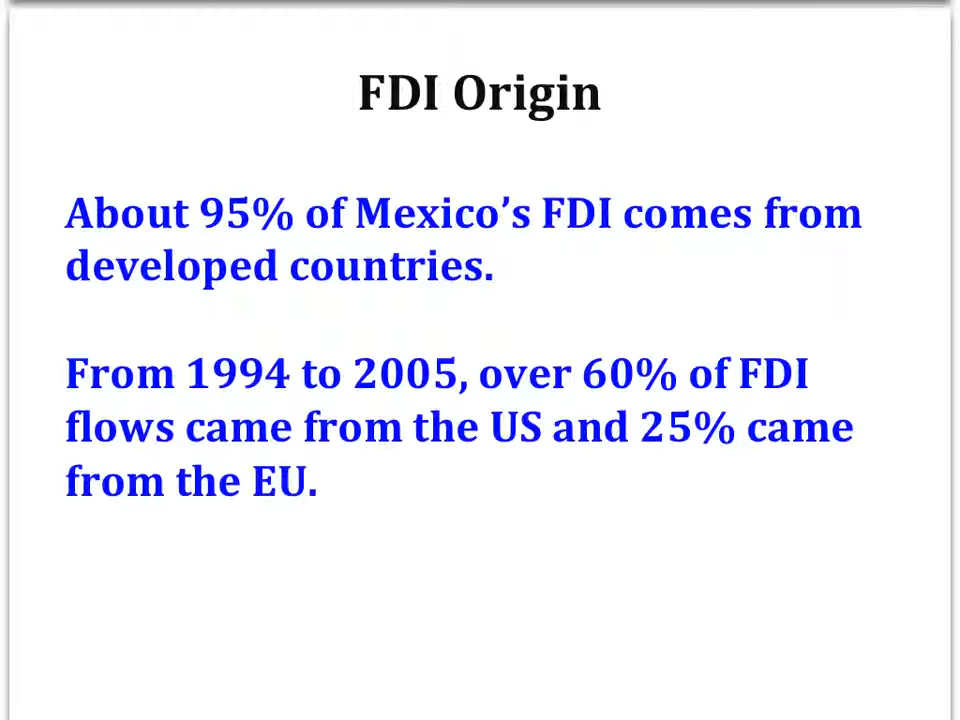 FDI Origin
About 95% of Mexico’s FDI comes from
developed countries.
From 1994 to 2005, over 60% of FDI
flows came from the US and 25% came
from the EU.